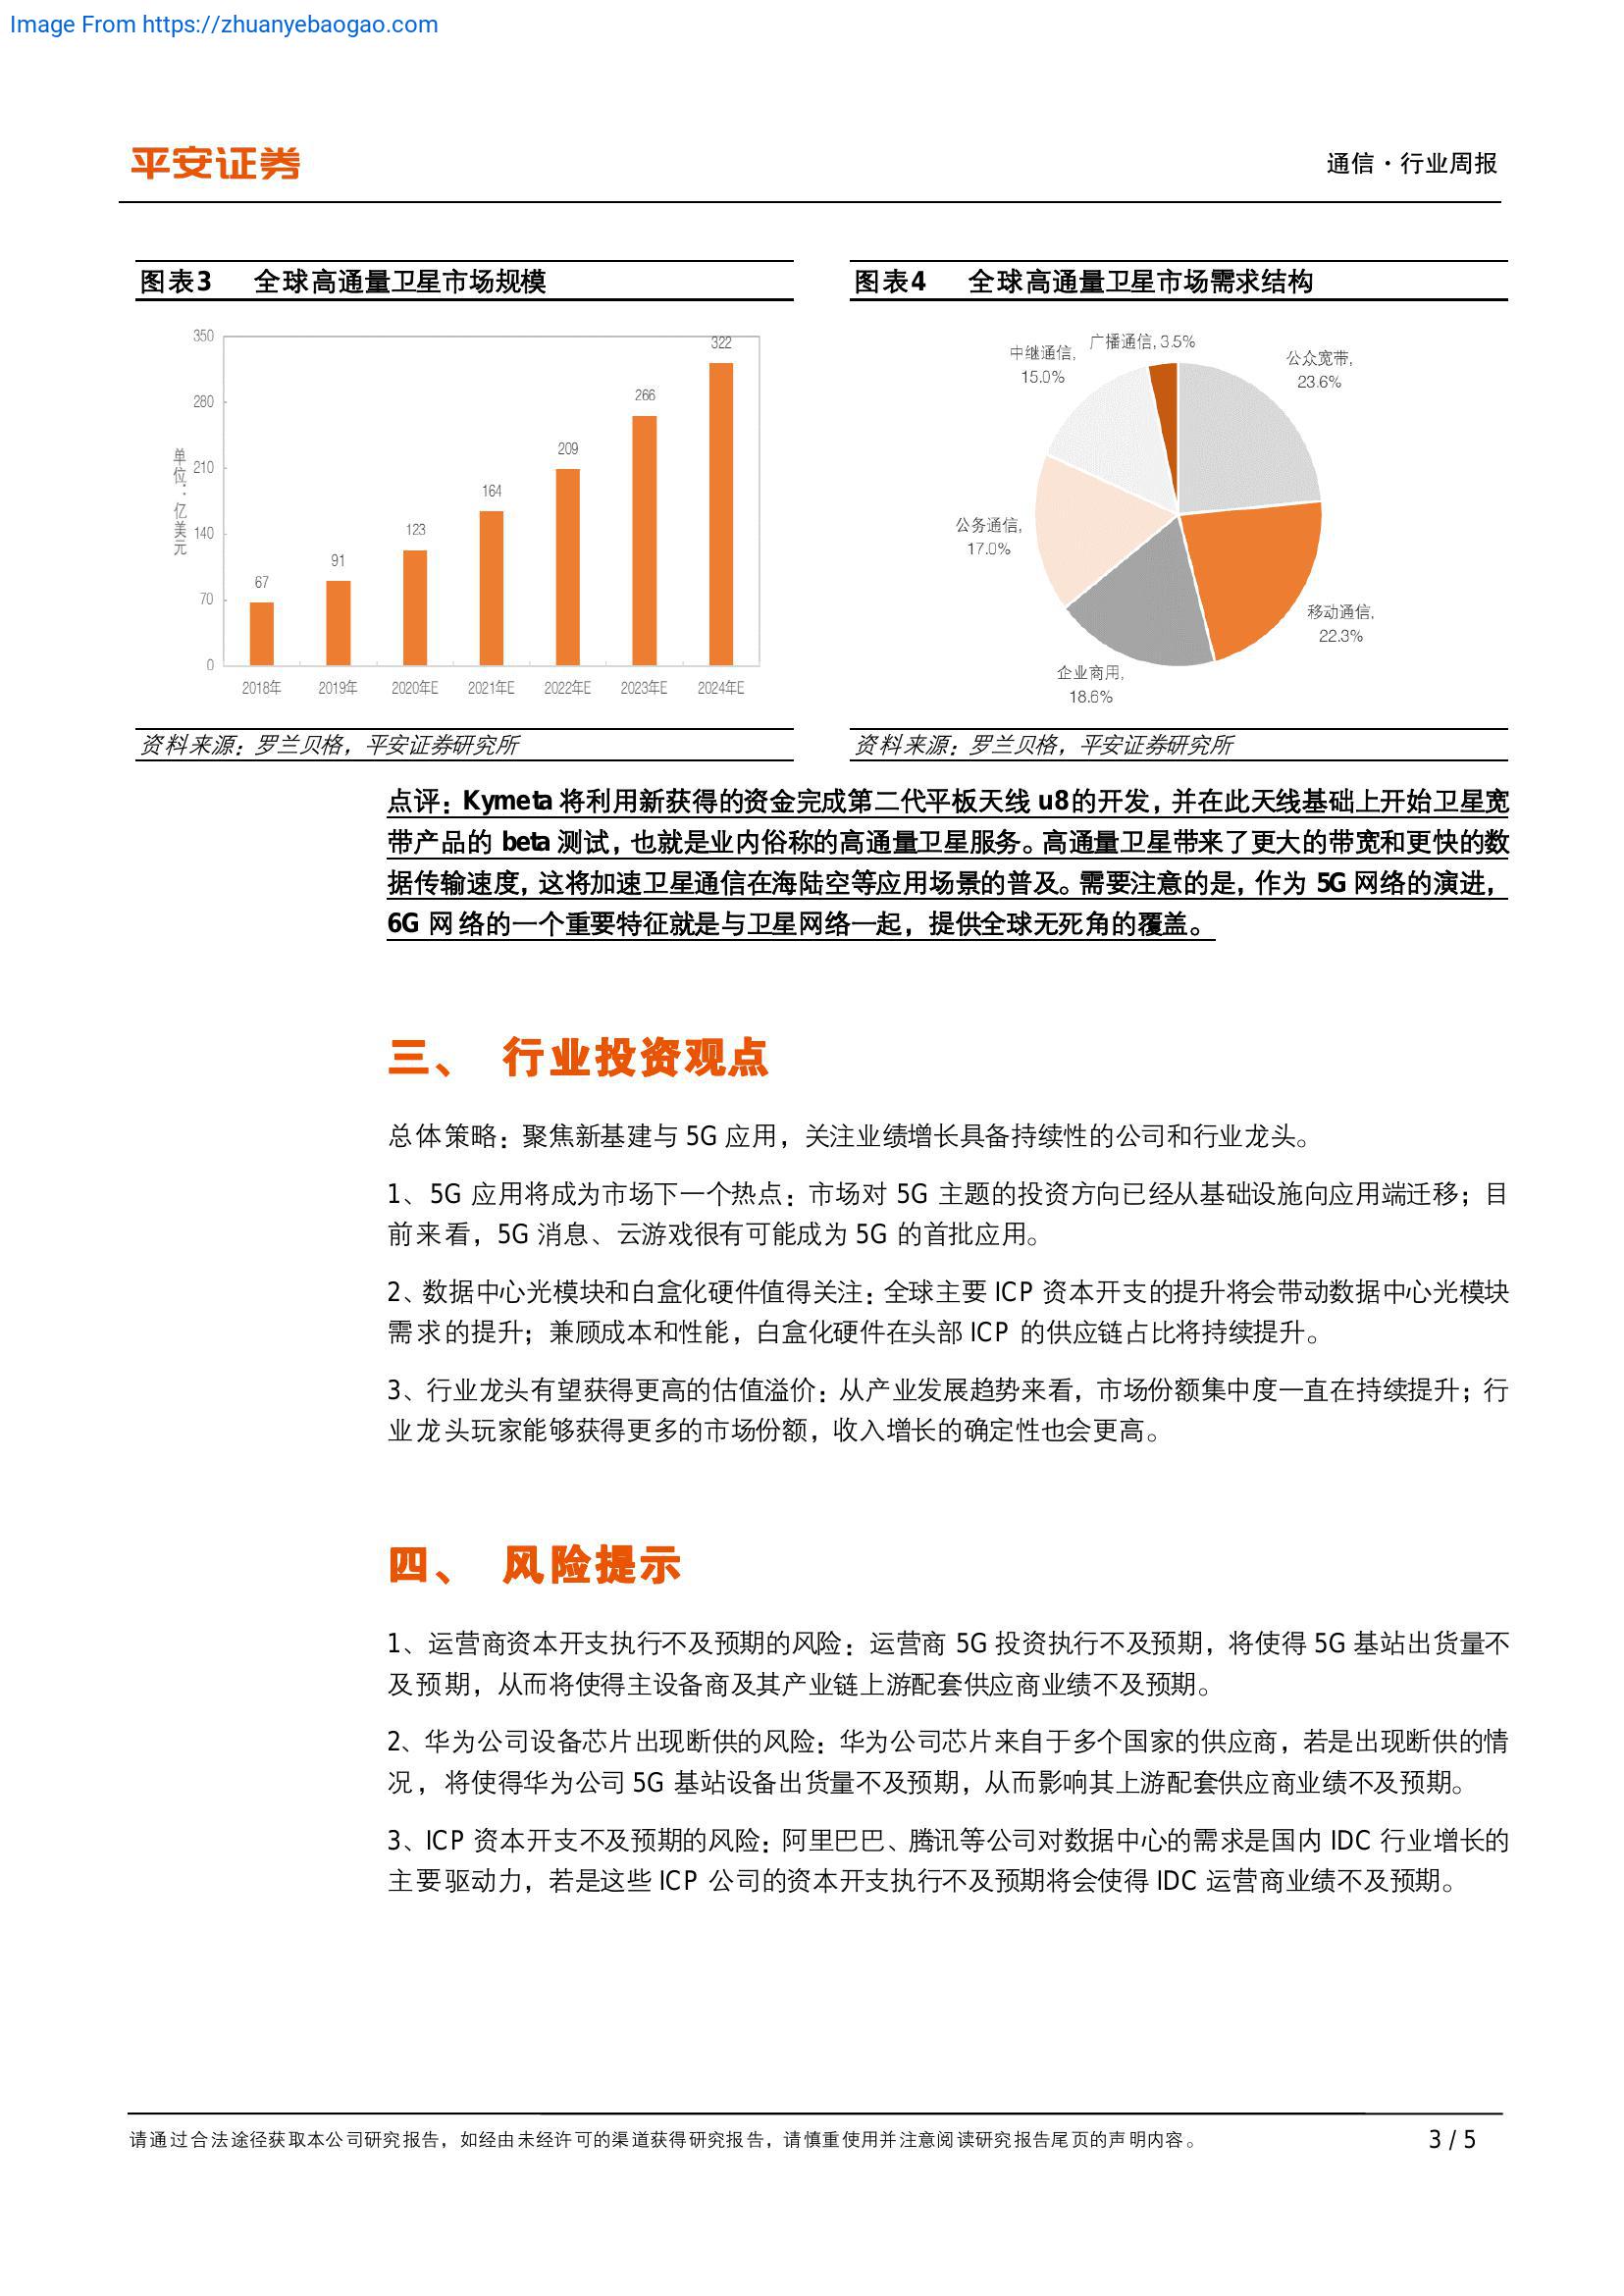 Image From https://zhuanyebaogao.com
平安证券
通信·行业周报
图表3 全球高通量卫星市场规模
350
280
210
140
70
0
单位：亿美元
67
91
123
164
209
266
322
2018年
2019年
2020年E
2021年E
2022年E
2023年E
2024年E
资料来源：罗兰贝格，平安证券研究所
图表4 全球高通量卫星市场需求结构
广播通信, 3.5%
中继通信,
15.0%
公众宽带,
23.6%
公务通信,
17.0%
移动通信,
22.3%
企业商用,
18.6%
资料来源：罗兰贝格，平安证券研究所
点评：Kymeta 将利用新获得的资金完成第二代平板天线 u8的开发，并在此天线基础上开始卫星宽
带产品的 beta 测试，也就是业内俗称的高通量卫星服务。高通量卫星带来了更大的带宽和更快的数
据传输速度，这将加速卫星通信在海陆空等应用场景的普及。需要注意的是，作为 5G 网络的演进，
6G 网络的一个重要特征就是与卫星网络一起，提供全球无死角的覆盖。
三、 行业投资观点
总体策略：聚焦新基建与 5G 应用，关注业绩增长具备持续性的公司和行业龙头。
1、5G 应用将成为市场下一个热点：市场对 5G 主题的投资方向已经从基础设施向应用端迁移；目
前来看，5G 消息、云游戏很有可能成为 5G 的首批应用。
2、数据中心光模块和白盒化硬件值得关注：全球主要 ICP 资本开支的提升将会带动数据中心光模块
需求的提升；兼顾成本和性能，白盒化硬件在头部 ICP 的供应链占比将持续提升。
3、行业龙头有望获得更高的估值溢价：从产业发展趋势来看，市场份额集中度一直在持续提升；行
业龙头玩家能够获得更多的市场份额，收入增长的确定性也会更高。
四、 风险提示
1、运营商资本开支执行不及预期的风险：运营商 5G 投资执行不及预期，将使得 5G 基站出货量不
及预期，从而将使得主设备商及其产业链上游配套供应商业绩不及预期。
2、华为公司设备芯片出现断供的风险：华为公司芯片来自于多个国家的供应商，若是出现断供的情
况，将使得华为公司 5G 基站设备出货量不及预期，从而影响其上游配套供应商业绩不及预期。
3、ICP 资本开支不及预期的风险：阿里巴巴、腾讯等公司对数据中心的需求是国内 IDC 行业增长的
主要驱动力，若是这些 ICP 公司的资本开支执行不及预期将会使得 IDC 运营商业绩不及预期。
请通过合法途径获取本公司研究报告，如经由未经许可的渠道获得研究报告，请慎重使用并注意阅读研究报告尾页的声明内容。
3 / 5